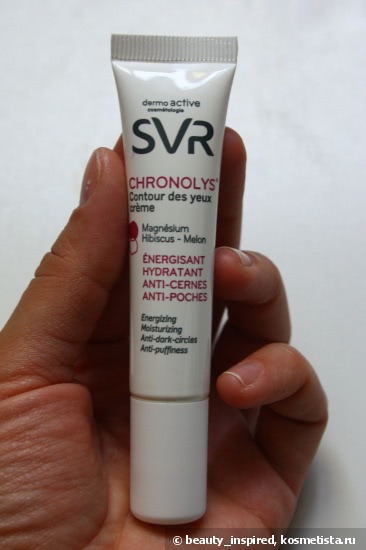 dermo active
cosmétologie
SVR
CHRONOLYS®
Contour des yeux
crème
Magnésium
Hibiscus - Melon
ÉNERGISANT
HYDRATANT
ANTI-CERNES
ANTI-POCHES
Energizing
Moisturizing
Anti-dark-circles
Anti-puffiness
© beauty_inspired, kosmetista.ru